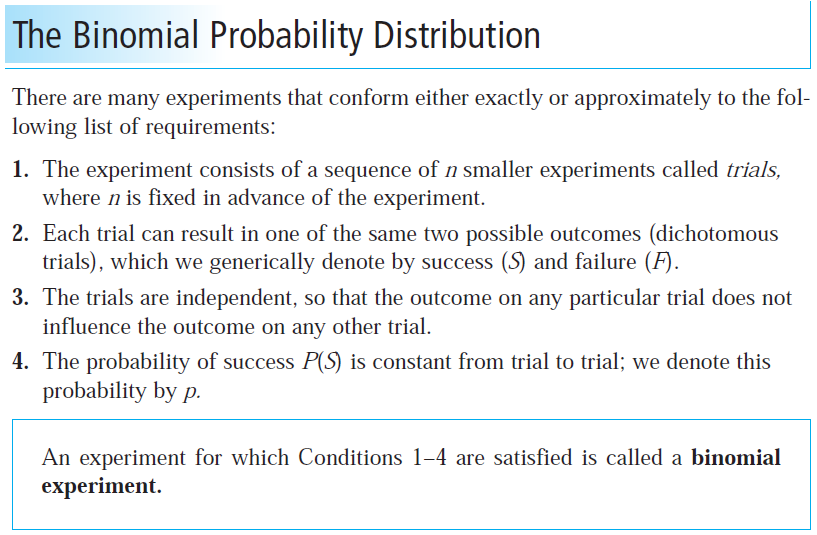 The Binomial Probability Distribution
There are many experiments that conform either exactly or approximately to the fol-
lowing list of requirements:
1. The experiment consists of a sequence of n smaller experiments called trials,
where n is fixed in advance of the experiment.
2. Each trial can result in one of the same two possible outcomes (dichotomous
trials), which we generically denote by success (S) and failure (F).
3. The trials are independent, so that the outcome on any particular trial does not
influence the outcome on any other trial.
4. The probability of success P(S) is constant from trial to trial; we denote this
probability by p.
An experiment for which Conditions 1–4 are satisfied is called a binomial
experiment.